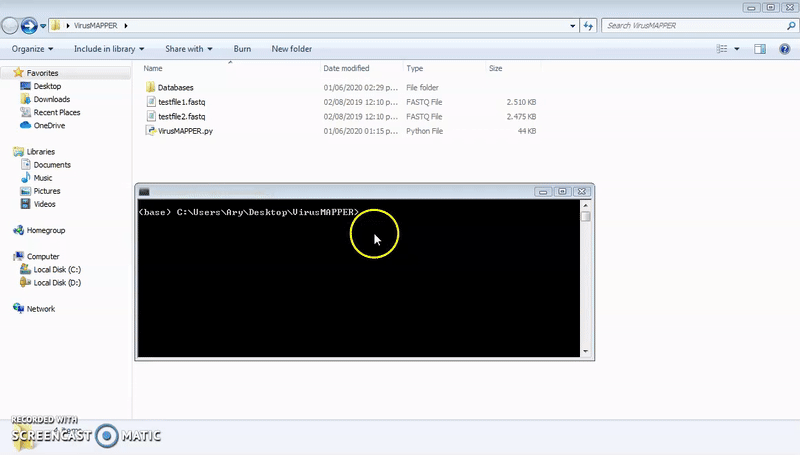 VirusMAPPER
Search VirusMAPPER
Organize Include in library Share with Burn New folder
Favorites
Desktop
Downloads
Recent Places
OneDrive
Libraries
Documents
Music
Pictures
Videos
Homegroup
Computer
Local Disk (C:)
Local Disk (D:)
Network
Name Date modified Type Size
Databases 01/06/2020 02:29 p... File folder
testfile1.fastq 02/08/2019 12:10 p... FASTQ File 2.510 KB
testfile2.fastq 02/08/2019 12:10 p... FASTQ File 2.475 KB
VirusMAPPER.py 01/06/2020 01:15 p... Python File 44 KB
(base) C:\Users\Ary\Desktop\VirusMAPPER>
4 items
RECORDED WITH
SCREENCAST MATIC